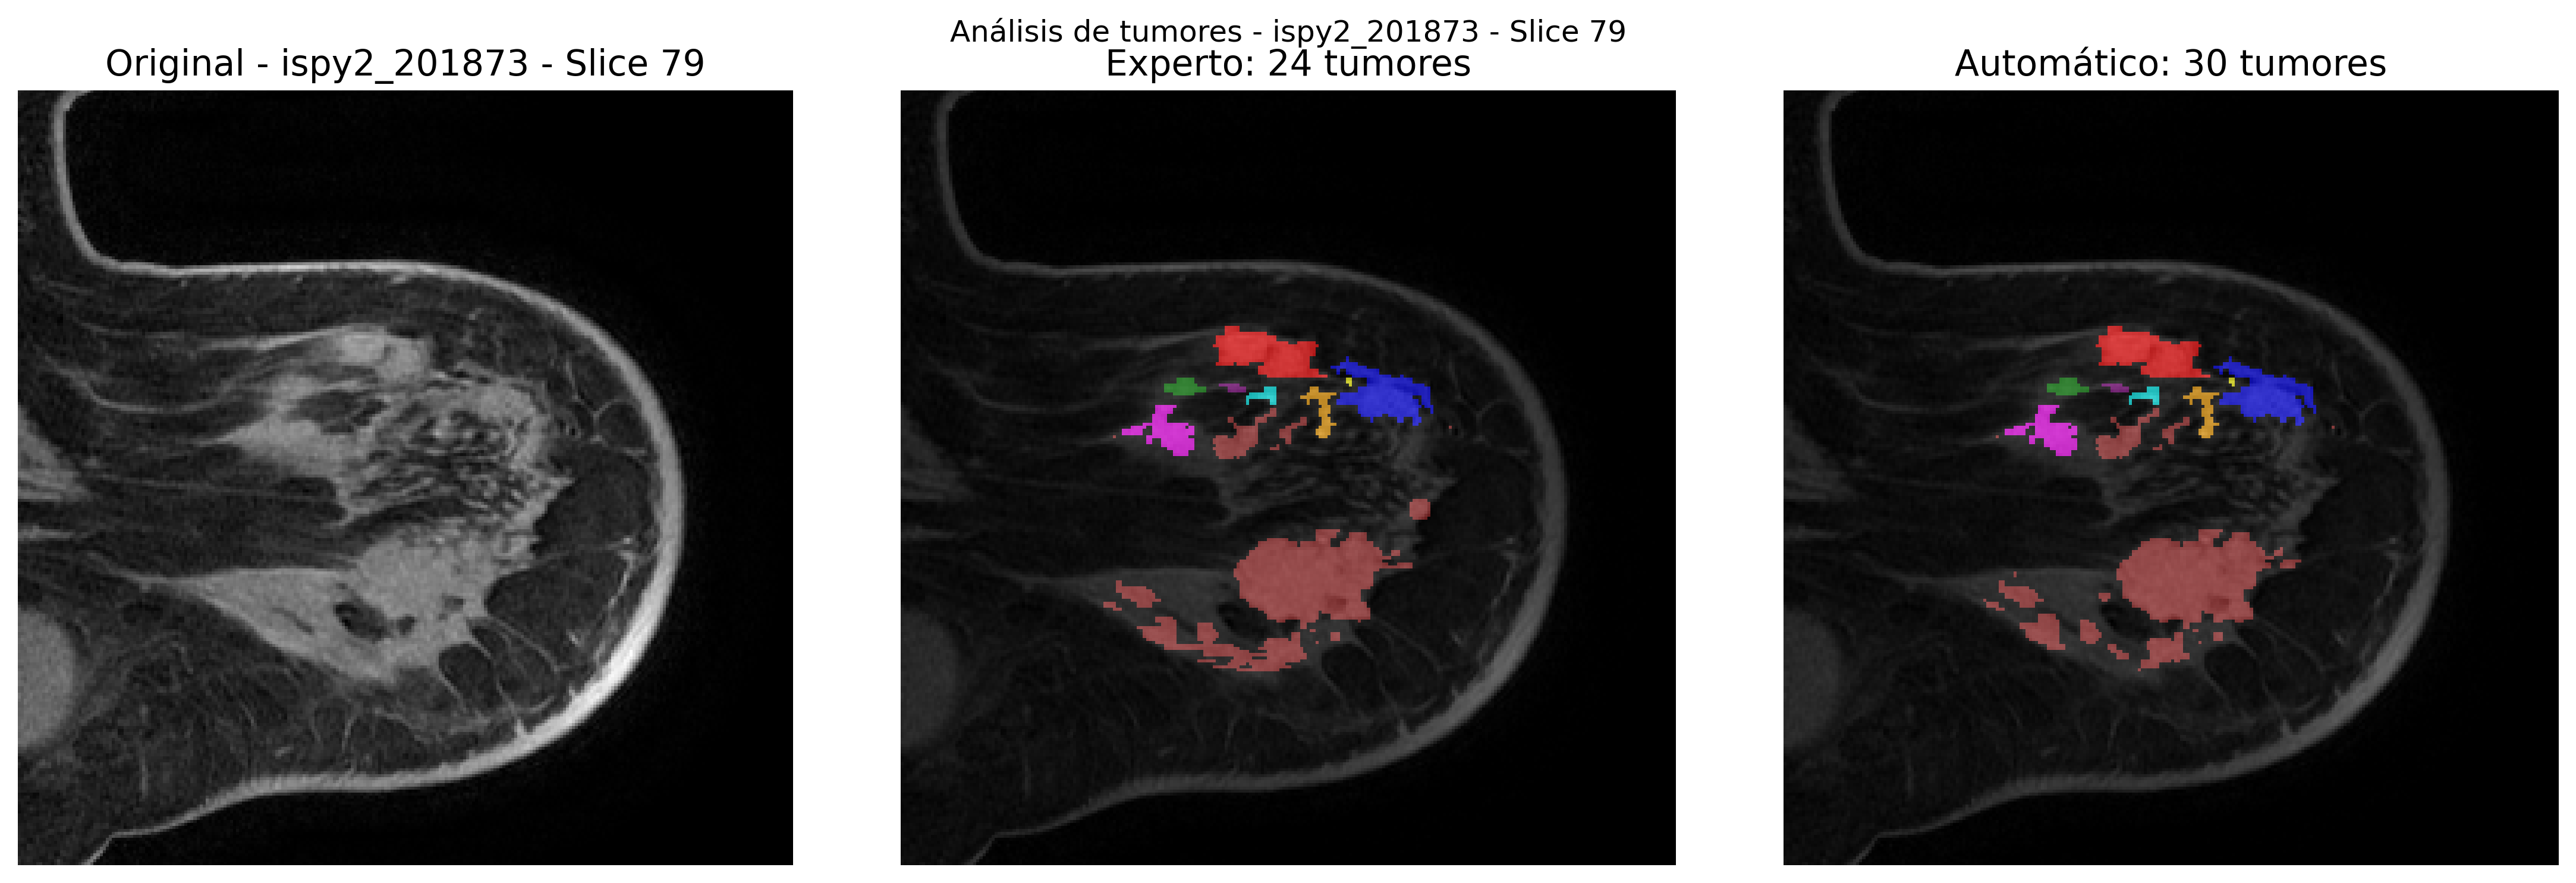 Análisis de tumores - ispy2_201873 - Slice 79
Original - ispy2_201873 - Slice 79
Experto: 24 tumores
Automático: 30 tumores